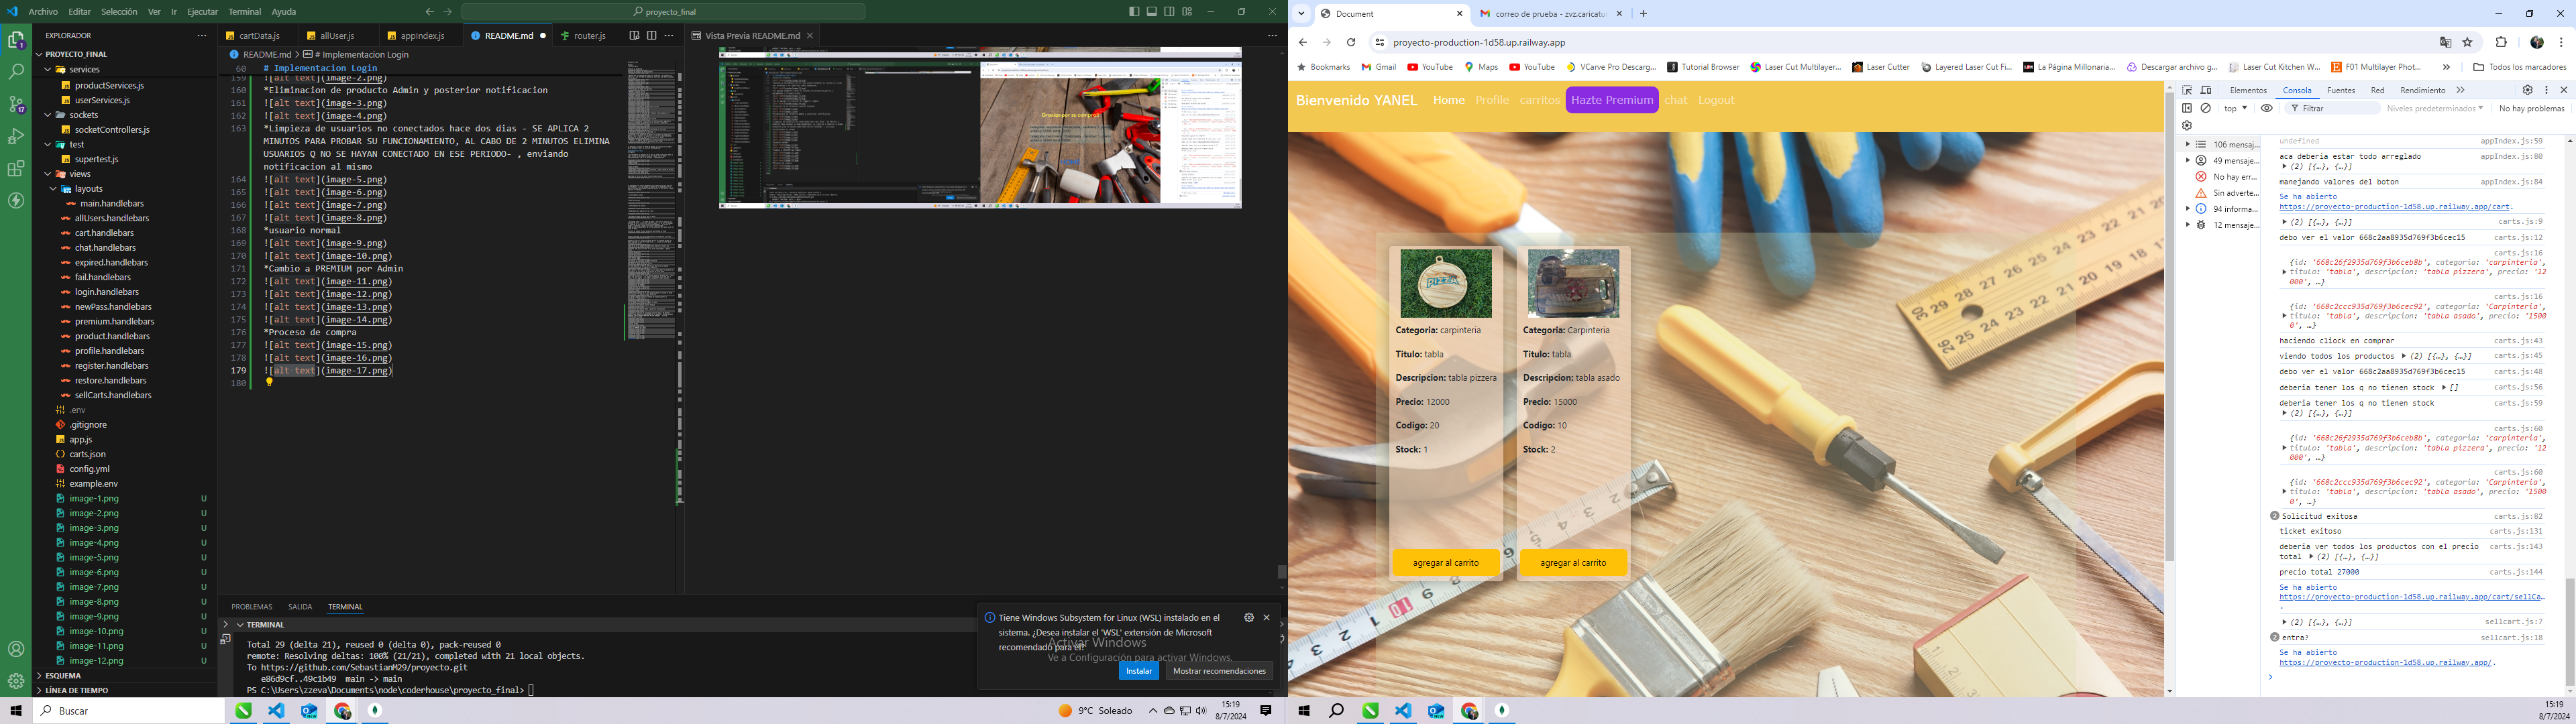 Archivo Editar Selección Ver Ir Ejecutar Terminal Ayuda
proyecto_final
EXPLORADOR
PROYECTO_FINAL
services
productServices.js
userServices.js
sockets
socketControllers.js
test
supertest.js
views
layouts
main.handlebars
allUsers.handlebars
cart.handlebars
chat.handlebars
expired.handlebars
fail.handlebars
login.handlebars
newPass.handlebars
premium.handlebars
product.handlebars
profile.handlebars
register.handlebars
restore.handlebars
sellCarts.handlebars
.env
.gitignore
app.js
carts.json
config.yml
example.env
image-1.png U
image-2.png U
image-3.png U
image-4.png U
image-5.png U
image-6.png U
image-7.png U
image-8.png U
image-9.png U
image-10.png U
image-11.png U
image-12.png U
ESQUEMA
LÍNEA DE TIEMPO
cartData.js allUser.js appIndex.js README.md router.js
README.md > # Implementacion Login
60 # Implementacion Login
159 ![alt text](image-2.png)
160 *Eliminacion de producto Admin y posterior notificacion
161 ![alt text](image-3.png)
162 ![alt text](image-4.png)
163 *Limpieza de usuarios no conectados hace dos dias - SE APLICA 2
MINUTOS PARA PROBAR SU FUNCIONAMIENTO, AL CABO DE 2 MINUTOS ELIMINA
USUARIOS Q NO SE HAYAN CONECTADO EN ESE PERIODO- , enviando
notificacion al mismo
164 ![alt text](image-5.png)
165 ![alt text](image-6.png)
166 ![alt text](image-7.png)
167 ![alt text](image-8.png)
168 *usuario normal
169 ![alt text](image-9.png)
170 ![alt text](image-10.png)
171 *Cambio a PREMIUM por Admin
172 ![alt text](image-11.png)
173 ![alt text](image-12.png)
174 ![alt text](image-13.png)
175 ![alt text](image-14.png)
176 *Proceso de compra
177 ![alt text](image-15.png)
178 ![alt text](image-16.png)
179 ![alt text](image-17.png)
180
Vista Previa README.md
PROBLEMAS SALIDA TERMINAL
TERMINAL
Total 29 (delta 21), reused 0 (delta 0), pack-reused 0
remote: Resolving deltas: 100% (21/21), completed with 21 local objects.
To https://github.com/SebastianM29/proyecto.git
e86d9cf..49c1b49 main -> main
PS C:\Users\zzeva\Documents\node\coderhouse\proyecto_final>
Tiene Windows Subsystem for Linux (WSL) instalado en el
sistema. ¿Desea instalar el 'WSL' extensión de Microsoft
recomendado para él?
Instalar Mostrar recomendaciones
Activar Windows
Ve a Configuración para activar Windows.
Buscar
9°C Soleado
15:19
8/7/2024
Document
correo de prueba - zvz.caricatu
proyecto-production-1d58.up.railway.app
Bookmarks Gmail YouTube Maps YouTube VCarve Pro Descarg... Tutorial Browser Laser Cut Multilayer... Laser Cutter Layered Laser Cut Fi... La Página Millonaria... Descargar archivo g... Laser Cut Kitchen W... F01 Multilayer Phot... Todos los marcadores
Bienvenido YANEL Home Profile carritos Hazte Premium chat Logout
Categoria: carpinteria
Titulo: tabla
Descripcion: tabla pizzera
Precio: 12000
Codigo: 20
Stock: 1
agregar al carrito
Categoria: Carpinteria
Titulo: tabla
Descripcion: tabla asado
Precio: 15000
Codigo: 10
Stock: 2
agregar al carrito
Elementos Consola Fuentes Red Rendimiento
top Filtrar Niveles predeterminados No hay problemas
106 mensaj...
49 mensaje...
No hay err...
Sin adverte...
94 informa...
12 mensaje...
undefined appIndex.js:59
aca deberia estar todo arreglado appIndex.js:80
(2) [{…}, {…}]
manejando valores del boton appIndex.js:84
Se ha abierto
https://proyecto-production-1d58.up.railway.app/cart.
(2) [{…}, {…}] carts.js:9
debo ver el valor 668c2aa8935d769f3b6cec15 carts.js:12
carts.js:16
{id: '668c26f2935d769f3b6ceb8b', categoria: 'carpinteria',
titulo: 'tabla', descripcion: 'tabla pizzera', precio: '12
000', …}
carts.js:16
{id: '668c2ccc935d769f3b6cec92', categoria: 'Carpinteria',
titulo: 'tabla', descripcion: 'tabla asado', precio: '1500
0', …}
haciendo cliock en comprar carts.js:43
viendo todos los productos (2) [{…}, {…}] carts.js:45
debo ver el valor 668c2aa8935d769f3b6cec15 carts.js:48
deberia tener los q no tienen stock [] carts.js:56
deberia tener los q no tienen stock carts.js:59
(2) [{…}, {…}]
carts.js:60
{id: '668c26f2935d769f3b6ceb8b', categoria: 'carpinteria',
titulo: 'tabla', descripcion: 'tabla pizzera', precio: '12
000', …}
carts.js:60
{id: '668c2ccc935d769f3b6cec92', categoria: 'Carpinteria',
titulo: 'tabla', descripcion: 'tabla asado', precio: '1500
0', …}
2 Solicitud exitosa carts.js:82
ticket exitoso carts.js:131
deberia ver todos los productos con el precio carts.js:143
total (2) [{…}, {…}]
precio total 27000 carts.js:144
Se ha abierto
https://proyecto-production-1d58.up.railway.app/cart/sellCa…
.
(2) [{…}, {…}] sellcart.js:7
2 entra? sellcart.js:18
Se ha abierto
https://proyecto-production-1d58.up.railway.app/.
15:19
8/7/2024